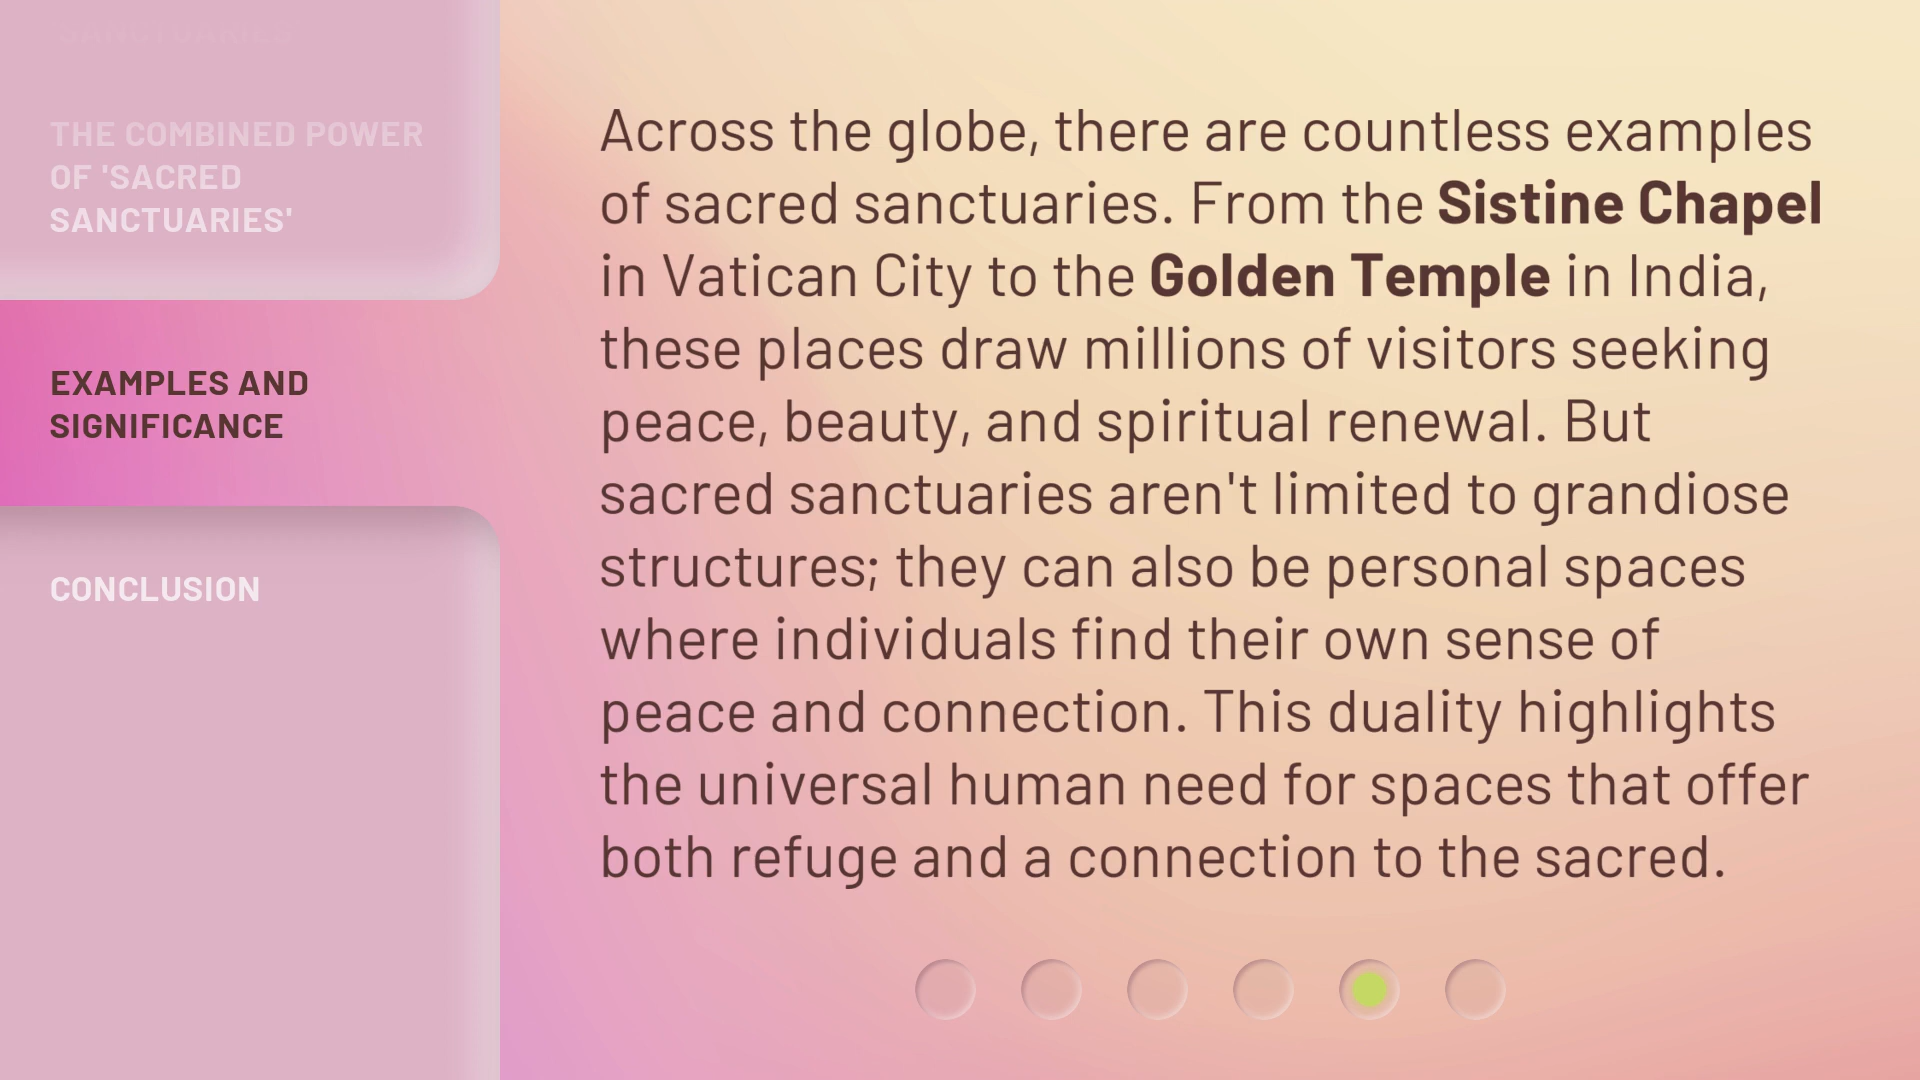 SANCTUARIES
THE COMBINED POWER
OF 'SACRED
SANCTUARIES'
EXAMPLES AND
SIGNIFICANCE
CONCLUSION
Across the globe, there are countless examples
of sacred sanctuaries. From the Sistine Chapel
in Vatican City to the Golden Temple in India,
these places draw millions of visitors seeking
peace, beauty, and spiritual renewal. But
sacred sanctuaries aren't limited to grandiose
structures; they can also be personal spaces
where individuals find their own sense of
peace and connection. This duality highlights
the universal human need for spaces that offer
both refuge and a connection to the sacred.